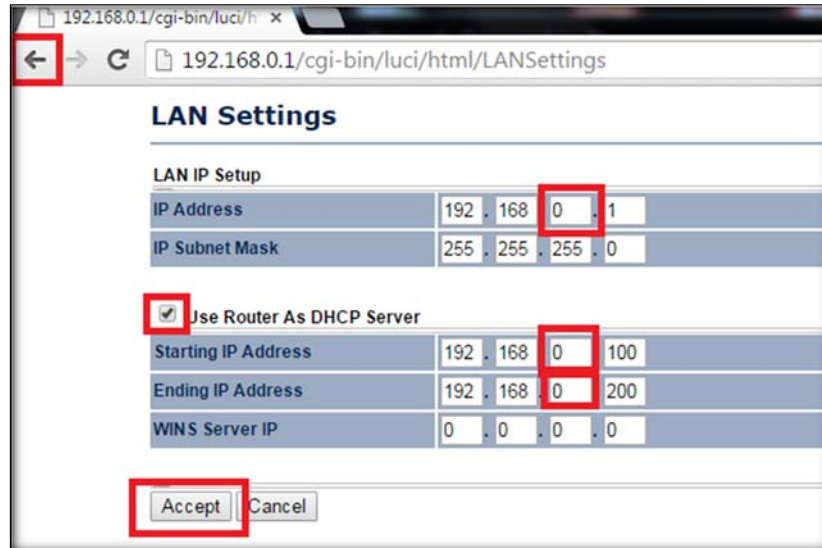 192.168.0.1/cgi-bin/luci/h
192.168.0.1/cgi-bin/luci/html/LANSettings
LAN Settings
LAN IP Setup
IP Address 192 . 168 . 0 . 1
IP Subnet Mask 255 . 255 . 255 . 0
Use Router As DHCP Server
Starting IP Address 192 . 168 0 100
Ending IP Address 192 . 168 . 0 200
WINS Server IP 0 . 0 . 0 . 0
Accept Cancel